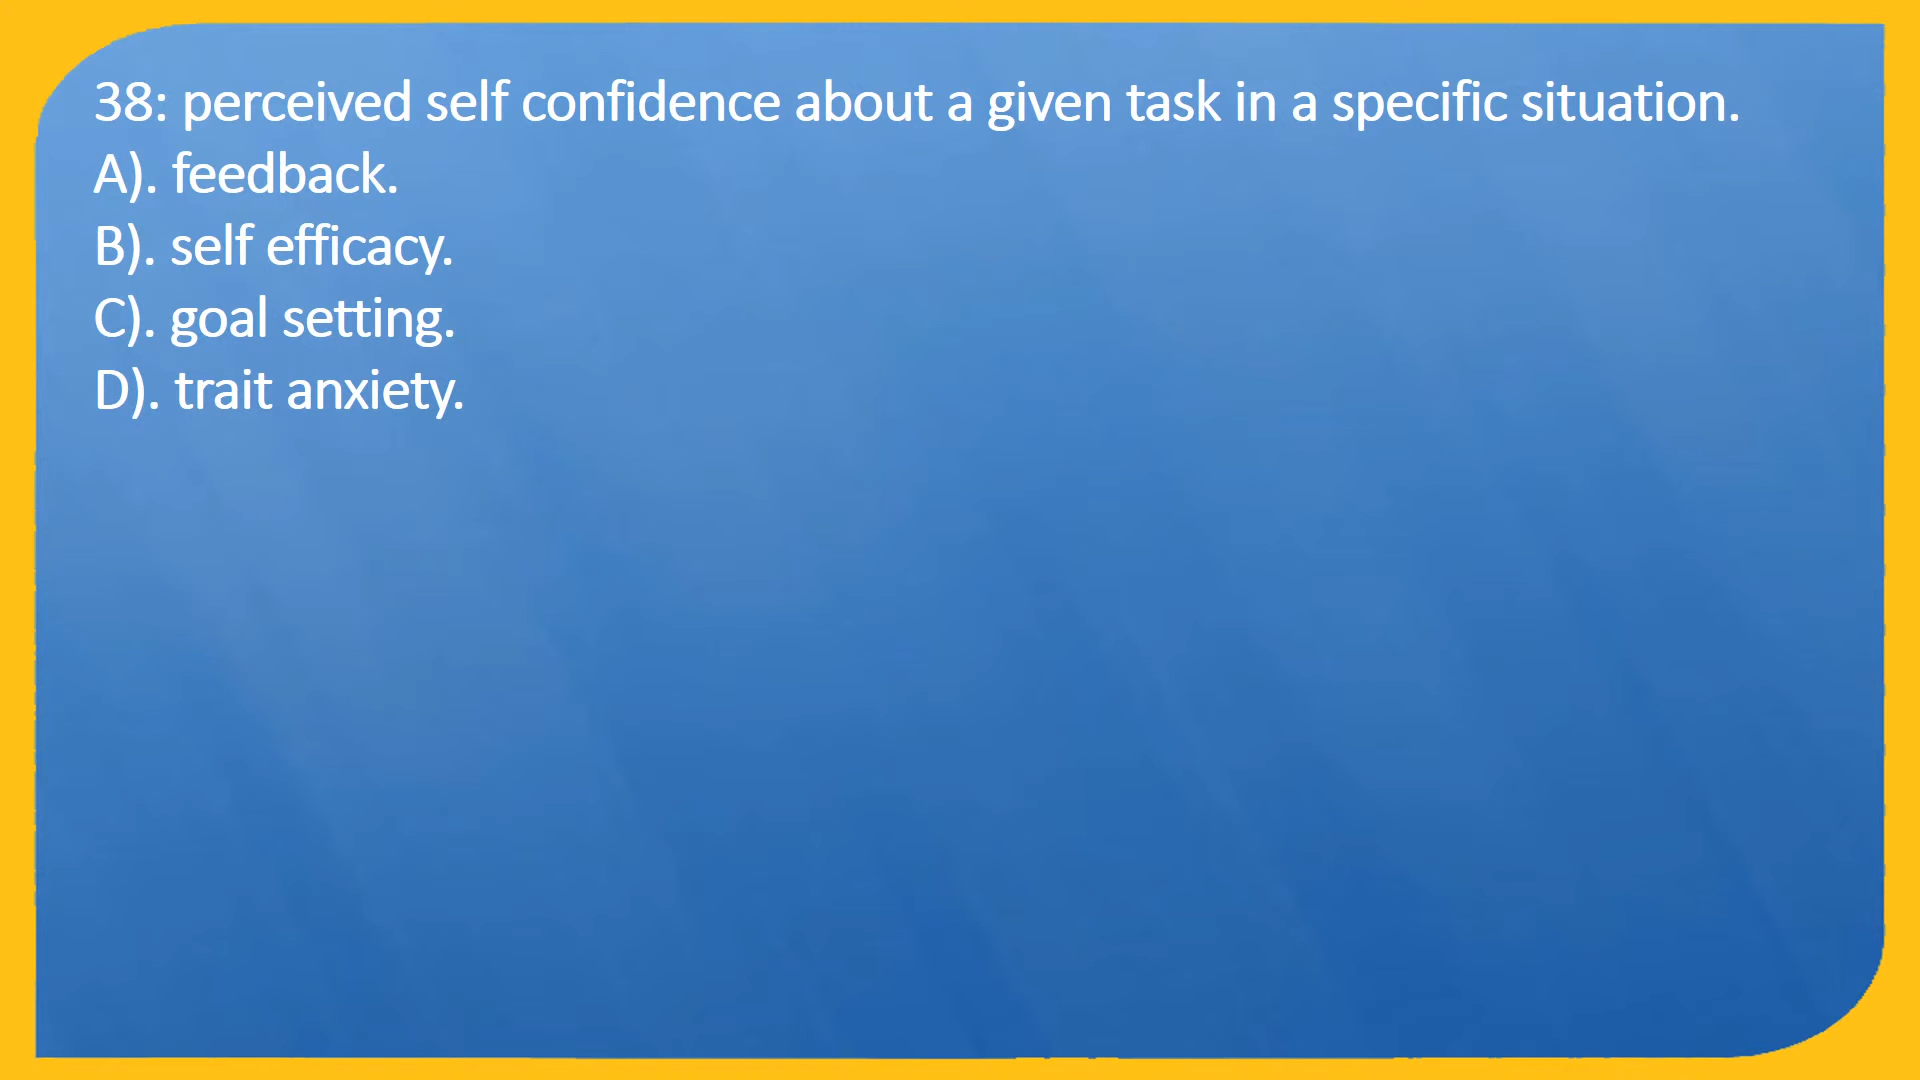 38: perceived self confidence about a given task in a specific situation.
A). feedback.
B). self efficacy.
C). goal setting.
D). trait anxiety.